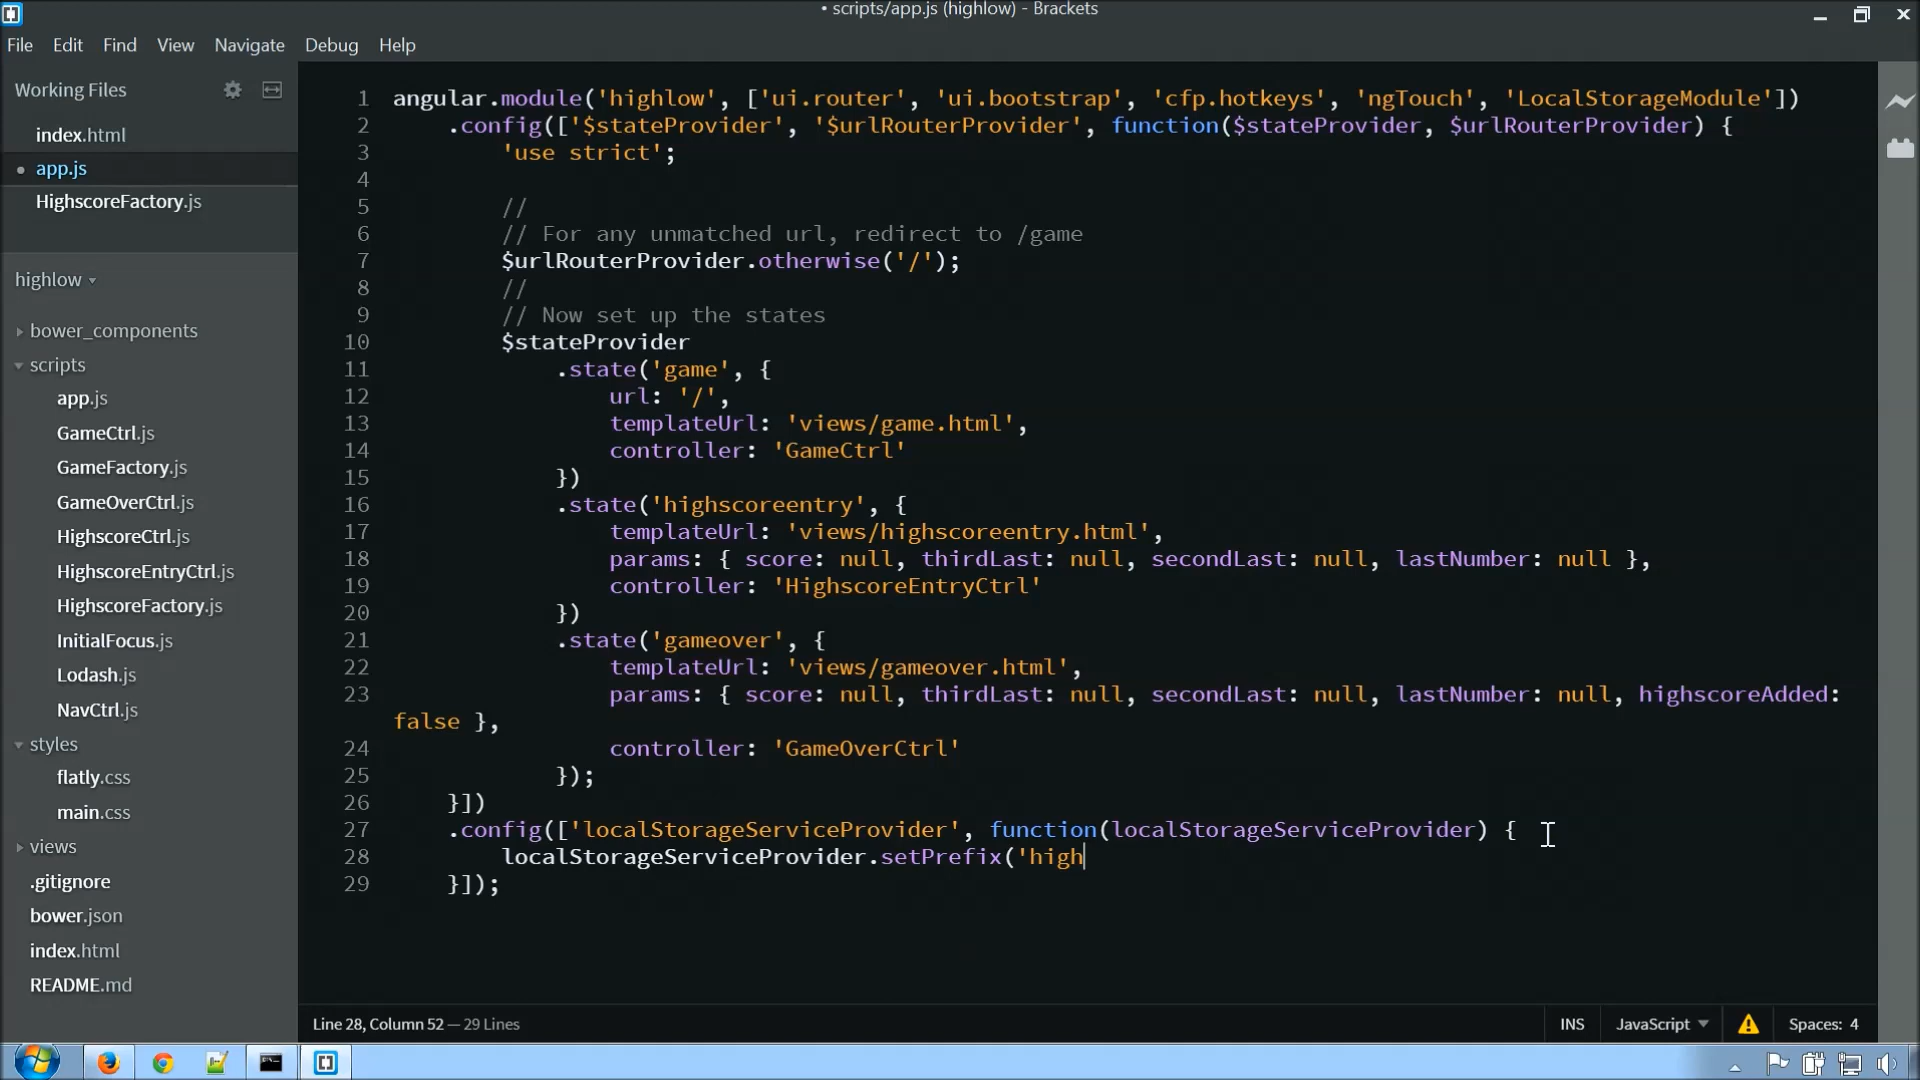 • scripts/app.js (highlow) - Brackets
File Edit Find View Navigate Debug Help
Working Files
index.html
app.js
HighscoreFactory.js
highlow
bower_components
scripts
app.js
GameCtrl.js
GameFactory.js
GameOverCtrl.js
HighscoreCtrl.js
HighscoreEntryCtrl.js
HighscoreFactory.js
InitialFocus.js
Lodash.js
NavCtrl.js
styles
flatly.css
main.css
views
.gitignore
bower.json
index.html
README.md
1 angular.module('highlow', ['ui.router', 'ui.bootstrap', 'cfp.hotkeys', 'ngTouch', 'LocalStorageModule'])
2 .config(['$stateProvider', '$urlRouterProvider', function($stateProvider, $urlRouterProvider) {
3 'use strict';
4
5 //
6 // For any unmatched url, redirect to /game
7 $urlRouterProvider.otherwise('/');
8 //
9 // Now set up the states
10 $stateProvider
11 .state('game', {
12 url: '/',
13 templateUrl: 'views/game.html',
14 controller: 'GameCtrl'
15 })
16 .state('highscoreentry', {
17 templateUrl: 'views/highscoreentry.html',
18 params: { score: null, thirdLast: null, secondLast: null, lastNumber: null },
19 controller: 'HighscoreEntryCtrl'
20 })
21 .state('gameover', {
22 templateUrl: 'views/gameover.html',
23 params: { score: null, thirdLast: null, secondLast: null, lastNumber: null, highscoreAdded:
false },
24 controller: 'GameOverCtrl'
25 });
26 }])
27 .config(['localStorageServiceProvider', function(localStorageServiceProvider) {
28 localStorageServiceProvider.setPrefix('high
29 }]);
Line 28, Column 52 — 29 Lines
INS JavaScript Spaces: 4